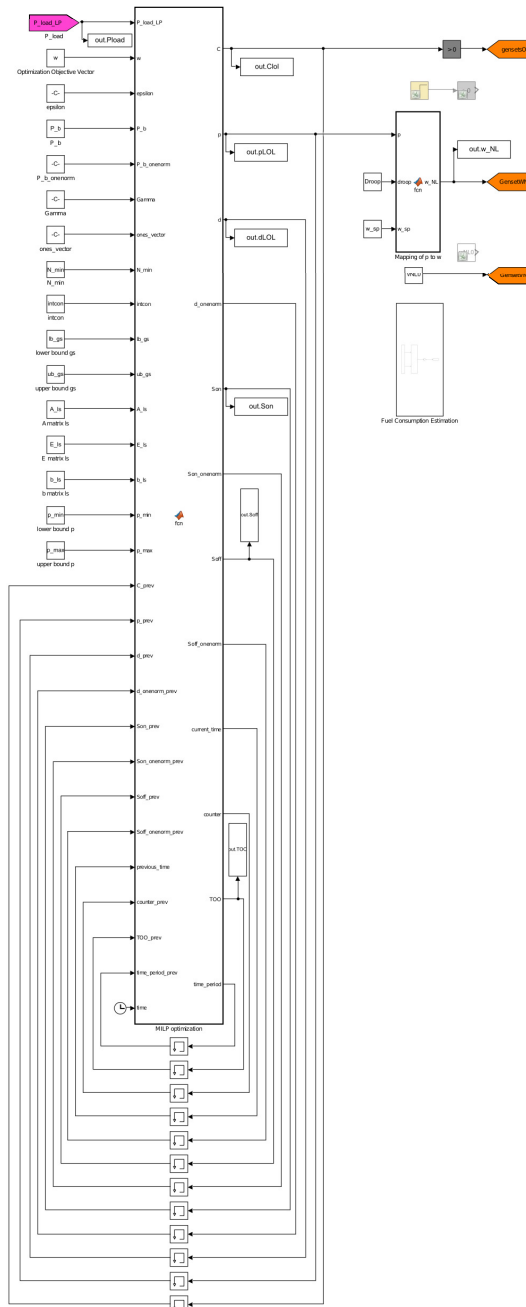 P_load_LP
P_load
out.Pload
w
Optimization Objective Vector
-C-
epsilon
P_b
P_b
-C-
P_b_onenorm
-C-
Gamma
-C-
ones_vector
N_min
N_min
intcon
intcon
lb_gs
lower bound gs
ub_gs
upper bound gs
A_ls
A matrix ls
E_ls
E matrix ls
b_ls
b matrix ls
p_min
lower bound p
p_max
upper bound p
P_load_LP
w
epsilon
P_b
P_b_onenorm
Gamma
ones_vector
N_min
intcon
lb_gs
ub_gs
A_ls
E_ls
b_ls
p_min
p_max
C_prev
p_prev
d_prev
d_onenorm_prev
Son_prev
Son_onenorm_prev
Soff_prev
Soff_onenorm_prev
previous_time
counter_prev
TOO_prev
time_period_prev
time
fcn
C
p
d
d_onenorm
Son
Son_onenorm
Soff
Soff_onenorm
current_time
counter
TOO
time_period
MILP optimization
out.Clol
out.pLOL
out.dLOL
out.Son
out.Soff
out.TOO
> 0
p
droop
w_sp
fcn
w_NL
Mapping of p to w
Droop
w_sp
out.w_NL
VNLU
Fuel Consumption Estimation